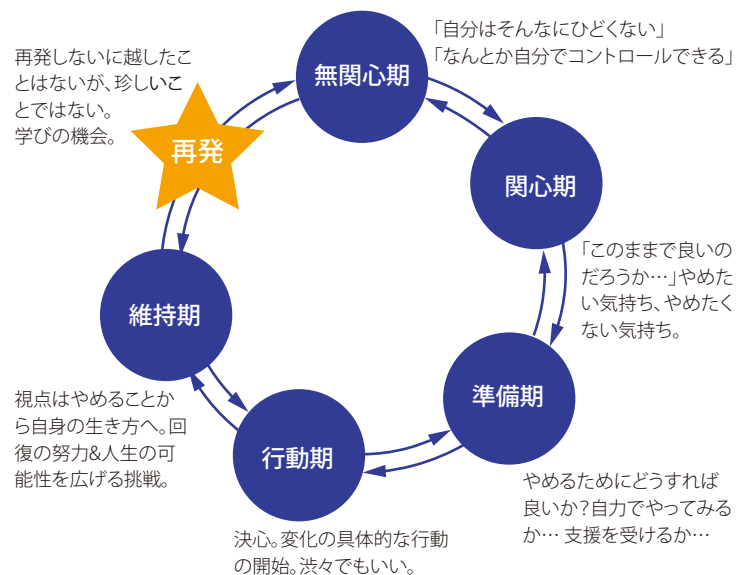 「自分はそんなにひどくない」
「なんとか自分でコントロールできる」
再発しないに越したこ
とはないが、珍しいこ
とではない。
学びの機会。
無関心期
再発
関心期
「このままで良いの
だろうか…」やめた
い気持ち、やめたく
ない気持ち。
維持期
準備期
視点はやめることか
ら自身の生き方へ。回
復の努力&人生の可
能性を広げる挑戦。
行動期
やめるためにどうすれば
良いか?自力でやってみる
か… 支援を受けるか…
決心。変化の具体的な行動
の開始。渋々でもいい。